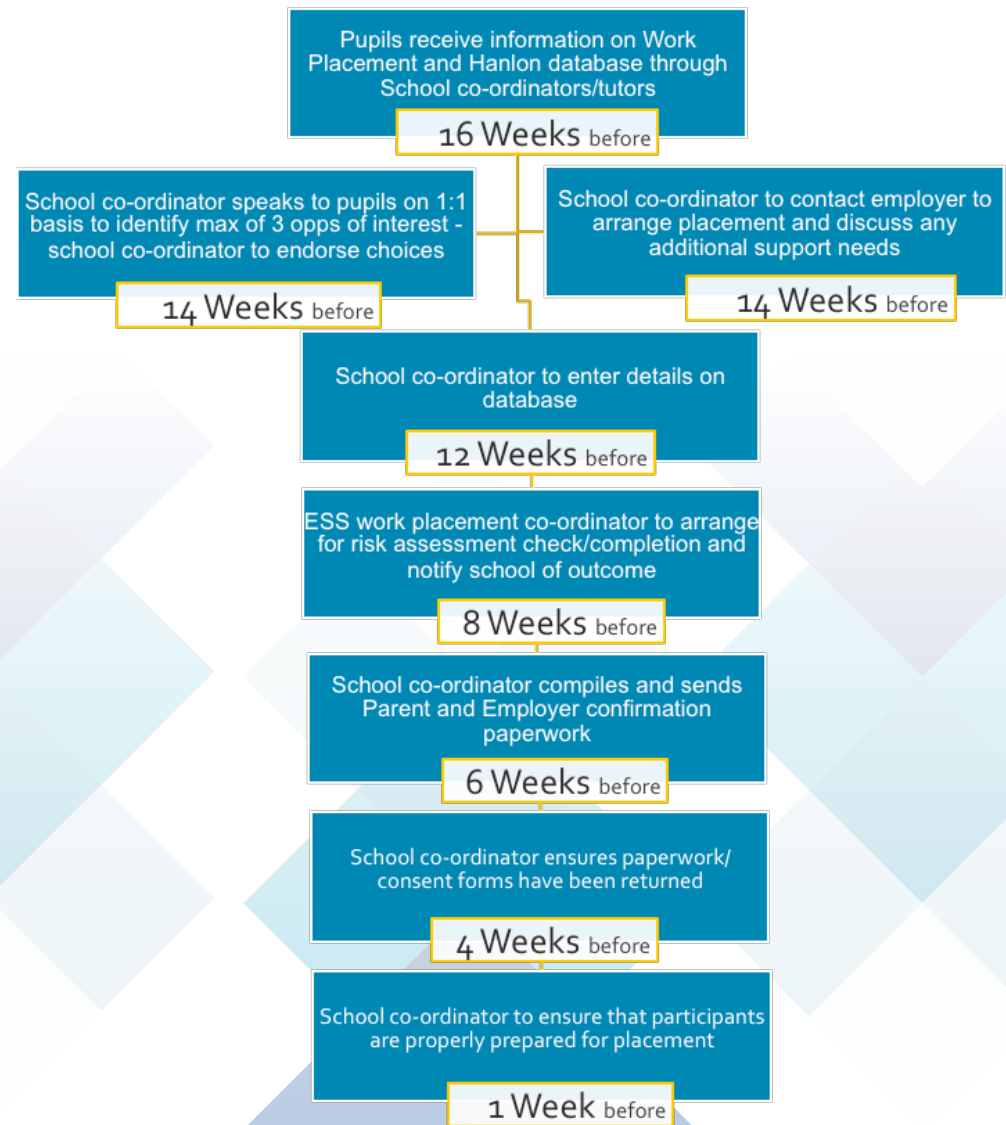 Pupils receive information on Work
Placement and Hanlon database through
School co-ordinators/tutors
16 Weeks before
School co-ordinator speaks to pupils on 1:1
basis to identify max of 3 opps of interest -
school co-ordinator to endorse choices
14 Weeks before
School co-ordinator to contact employer to
arrange placement and discuss any
additional support needs
14 Weeks before
School co-ordinator to enter details on
database
12 Weeks before
ESS work placement co-ordinator to arrange
for risk assessment check/completion and
notify school of outcome
8 Weeks before
School co-ordinator compiles and sends
Parent and Employer confirmation
paperwork
6 Weeks before
School co-ordinator ensures paperwork/
consent forms have been returned
4 Weeks before
School co-ordinator to ensure that participants
are properly prepared for placement
1 Week before